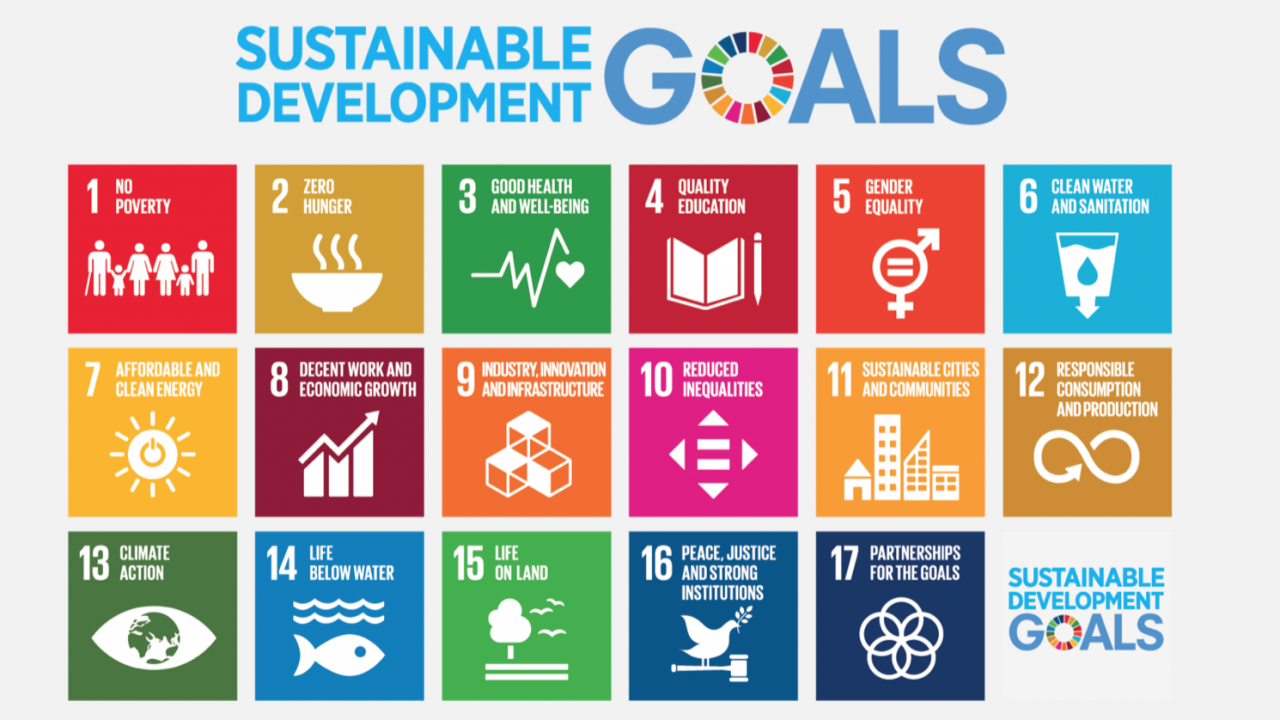 SUSTAINABLE
DEVELOPMENT
GOALS
1 NO
POVERTY
2 ZERO
HUNGER
3 GOOD HEALTH
AND WELL-BEING
4 QUALITY
EDUCATION
5 GENDER
EQUALITY
6 CLEAN WATER
AND SANITATION
7 AFFORDABLE AND
CLEAN ENERGY
8 DECENT WORK AND
ECONOMIC GROWTH
9 INDUSTRY, INNOVATION
AND INFRASTRUCTURE
10 REDUCED
INEQUALITIES
11 SUSTAINABLE CITIES
AND COMMUNITIES
12 RESPONSIBLE
CONSUMPTION
AND PRODUCTION
13 CLIMATE
ACTION
14 LIFE
BELOW WATER
15 LIFE
ON LAND
16 PEACE, JUSTICE
AND STRONG
INSTITUTIONS
17 PARTNERSHIPS
FOR THE GOALS
SUSTAINABLE
DEVELOPMENT
GOALS